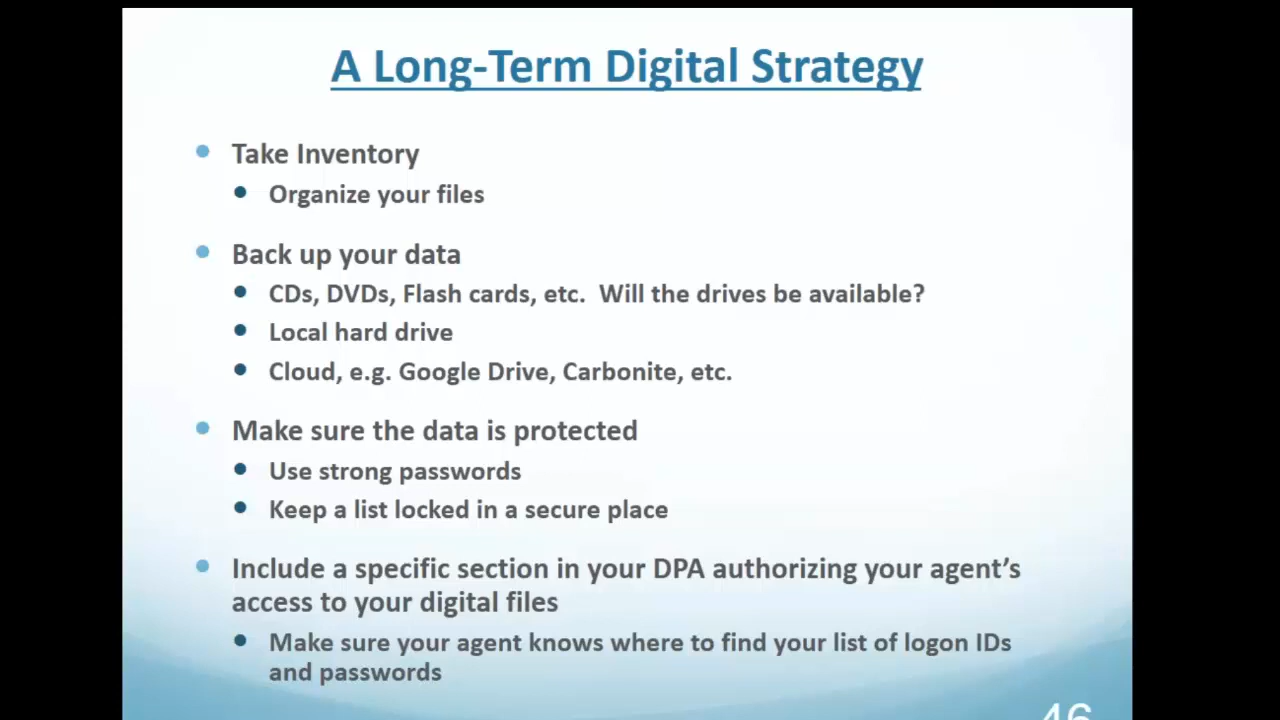 A Long-Term Digital Strategy
Take Inventory
Organize your files
Back up your data
CDs, DVDs, Flash cards, etc.  Will the drives be available?
Local hard drive
Cloud, e.g. Google Drive, Carbonite, etc.
Make sure the data is protected
Use strong passwords
Keep a list locked in a secure place
Include a specific section in your DPA authorizing your agent’s
access to your digital files
Make sure your agent knows where to find your list of logon IDs
and passwords
46